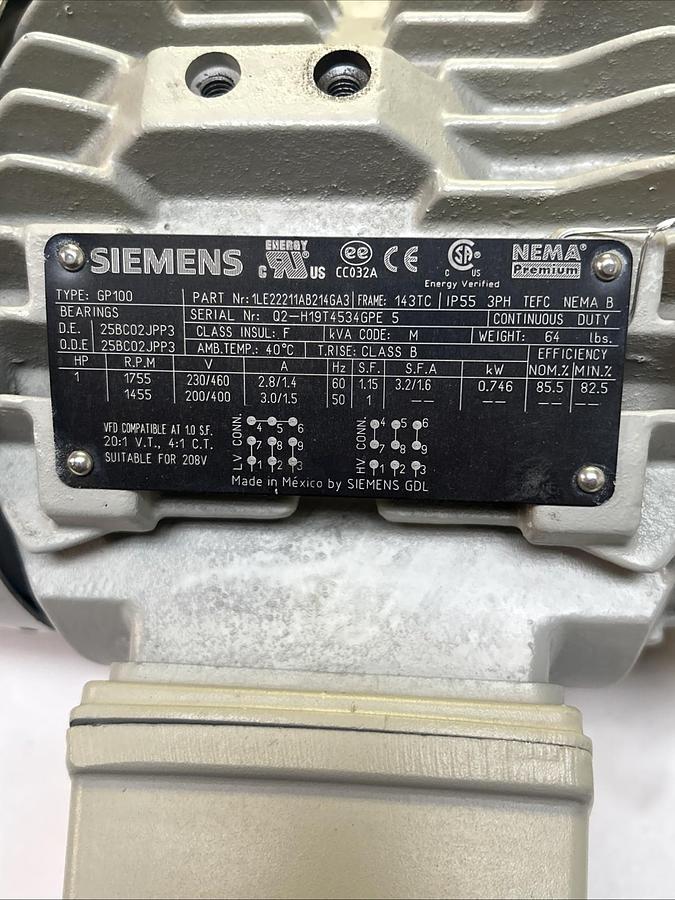 SIEMENS ENERGY C UL US ee CC032A CE SA C US Energy Verified NEMA® Premium
TYPE: GP100 PART Nr: 1LE22211AB214GA3 FRAME: 143TC IP55 3PH TEFC NEMA B
BEARINGS SERIAL Nr: Q2-H19T4534GPE 5 CONTINUOUS DUTY
D.E. 25BC02JPP3 CLASS INSUL: F kVA CODE: M WEIGHT: 64 lbs.
O.D.E 25BC02JPP3 AMB.TEMP.: 40°C T.RISE: CLASS B EFFICIENCY
HP R.P.M V A Hz S.F. S.F.A kW NOM.% MIN.%
1 1755 230/460 2.8/1.4 60 1.15 3.2/1.6 0.746 85.5 82.5
1455 200/400 3.0/1.5 50 1 -- -- -- --
VFD COMPATIBLE AT 1.0 S.F.
20:1 V.T., 4:1 C.T.
SUITABLE FOR 208V
LV CONN.
4 5 6
7 8 9
1 2 3
HV CONN.
4 5 6
7 8 9
1 2 3
Made in México by SIEMENS GDL